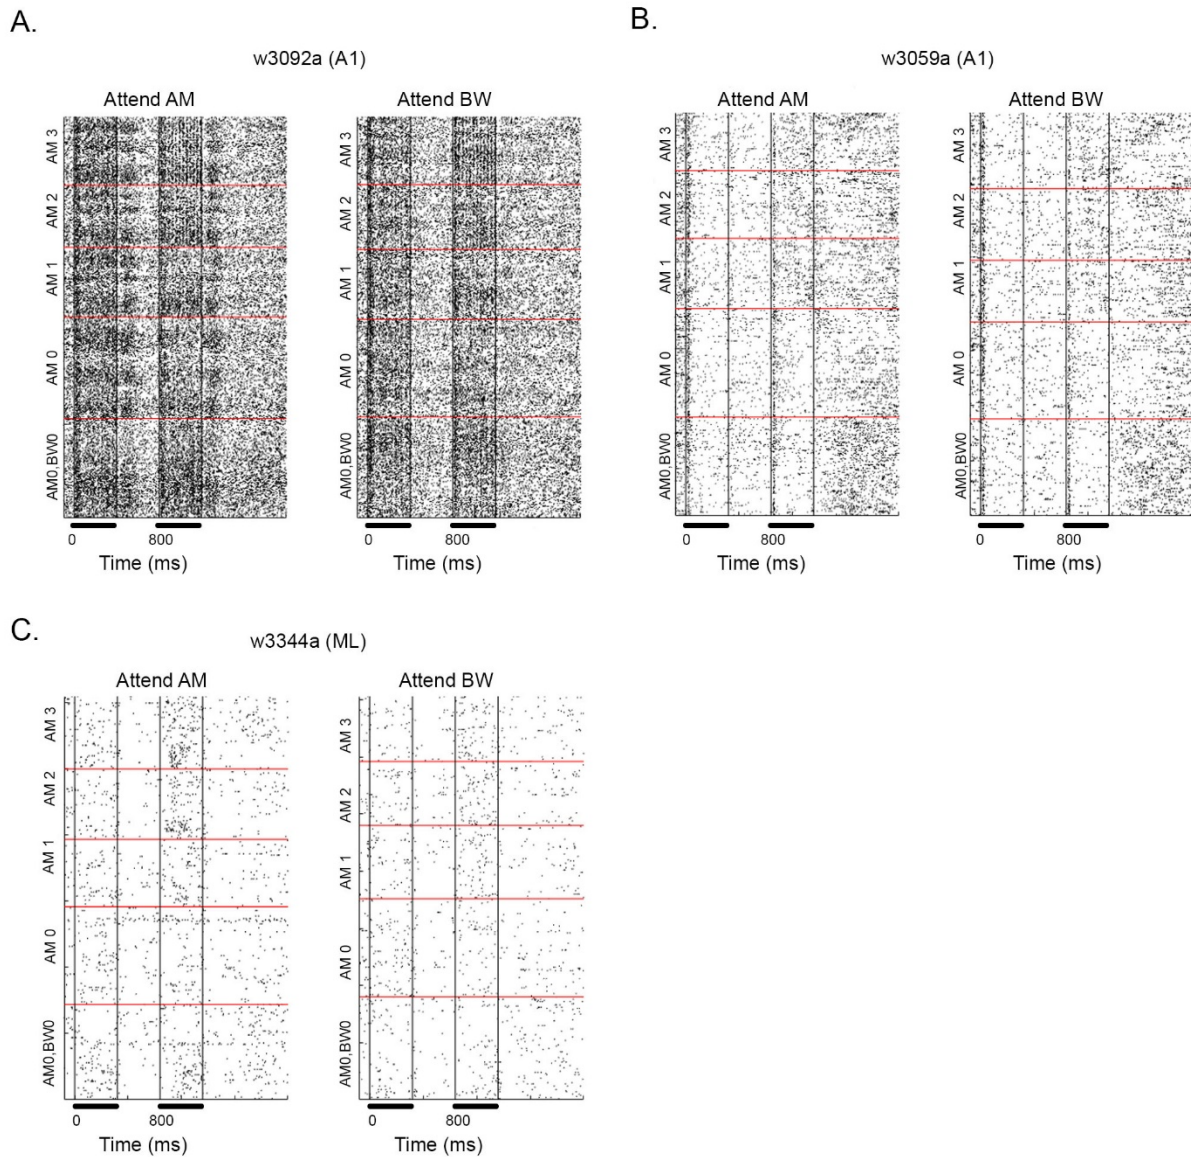 A.
w3092a (A1)
Attend AM
Attend BW
AM 3
AM 2
AM 1
AM 0
AM0,BW0
AM 3
AM 2
AM 1
AM 0
AM0,BW0
0
800
0
800
Time (ms)
Time (ms)
B.
w3059a (A1)
Attend AM
Attend BW
AM 3
AM 2
AM 1
AM 0
AM0,BW0
AM 3
AM 2
AM 1
AM 0
AM0,BW0
0
800
0
800
Time (ms)
Time (ms)
C.
w3344a (ML)
Attend AM
Attend BW
AM 3
AM 2
AM 1
AM 0
AM0,BW0
AM 3
AM 2
AM 1
AM 0
AM0,BW0
0
800
0
800
Time (ms)
Time (ms)